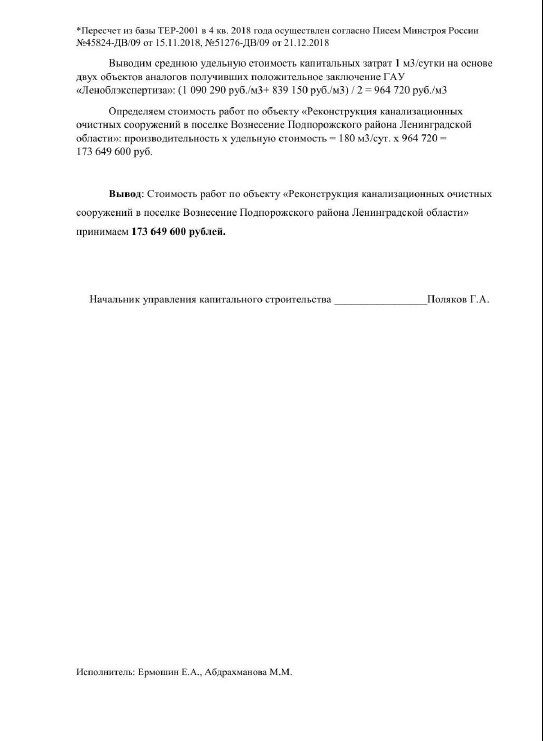 *Пересчет из базы ТЕР-2001 в 4 кв. 2018 года осуществлен согласно Писем Минстроя России
№45824-ДВ/09 от 15.11.2018, №51276-ДВ/09 от 21.12.2018
Выводим среднюю удельную стоимость капитальных затрат 1 м3/сутки на основе
двух объектов аналогов получивших положительное заключение ГАУ
«Леноблэкспертиза»: (1 090 290 руб./м3+ 839 150 руб./м3) / 2 = 964 720 руб./м3
Определяем стоимость работ по объекту «Реконструкция канализационных
очистных сооружений в поселке Вознесение Подпорожского района Ленинградской
области»: производительность х удельную стоимость = 180 м3/сут. х 964 720 =
173 649 600 руб.
Вывод: Стоимость работ по объекту «Реконструкция канализационных очистных
сооружений в поселке Вознесение Подпорожского района Ленинградской области»
принимаем 173 649 600 рублей.
Начальник управления капитального строительства __________________Поляков Г.А.
Исполнитель: Ермошин Е.А., Абдрахманова М.М.